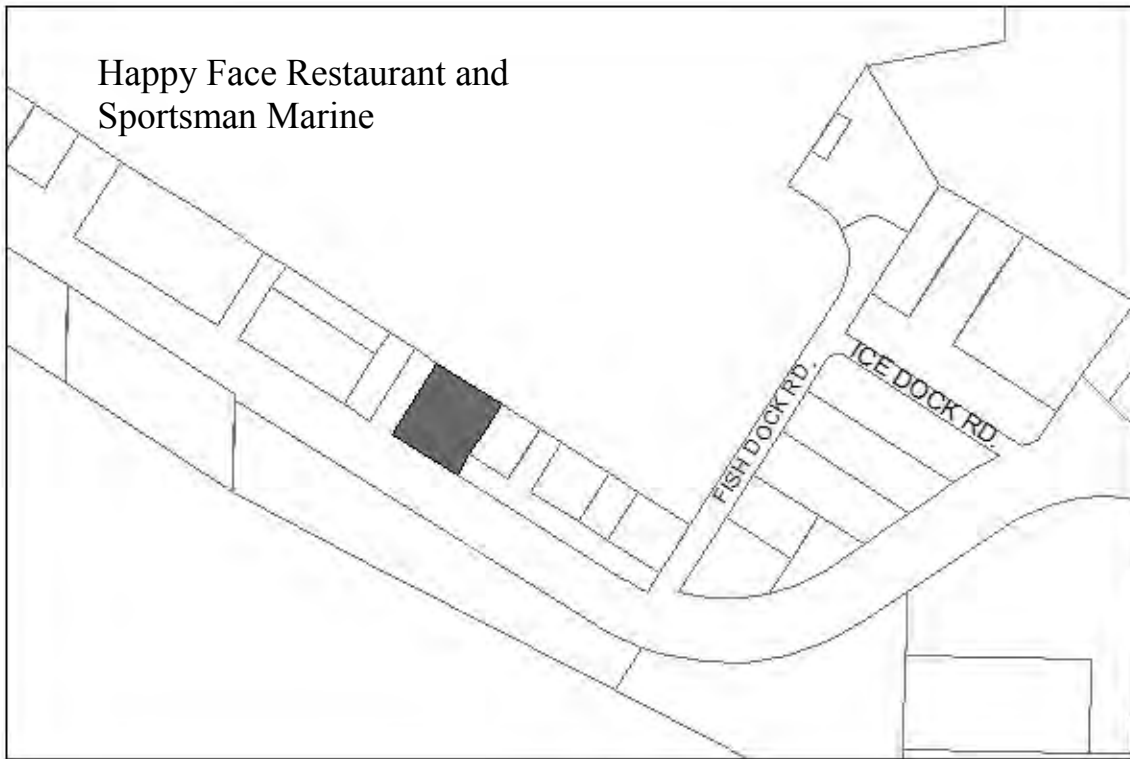 Happy Face Restaurant and
Sportsman Marine
ICE DOCK RD.
FISH DOCK RD.